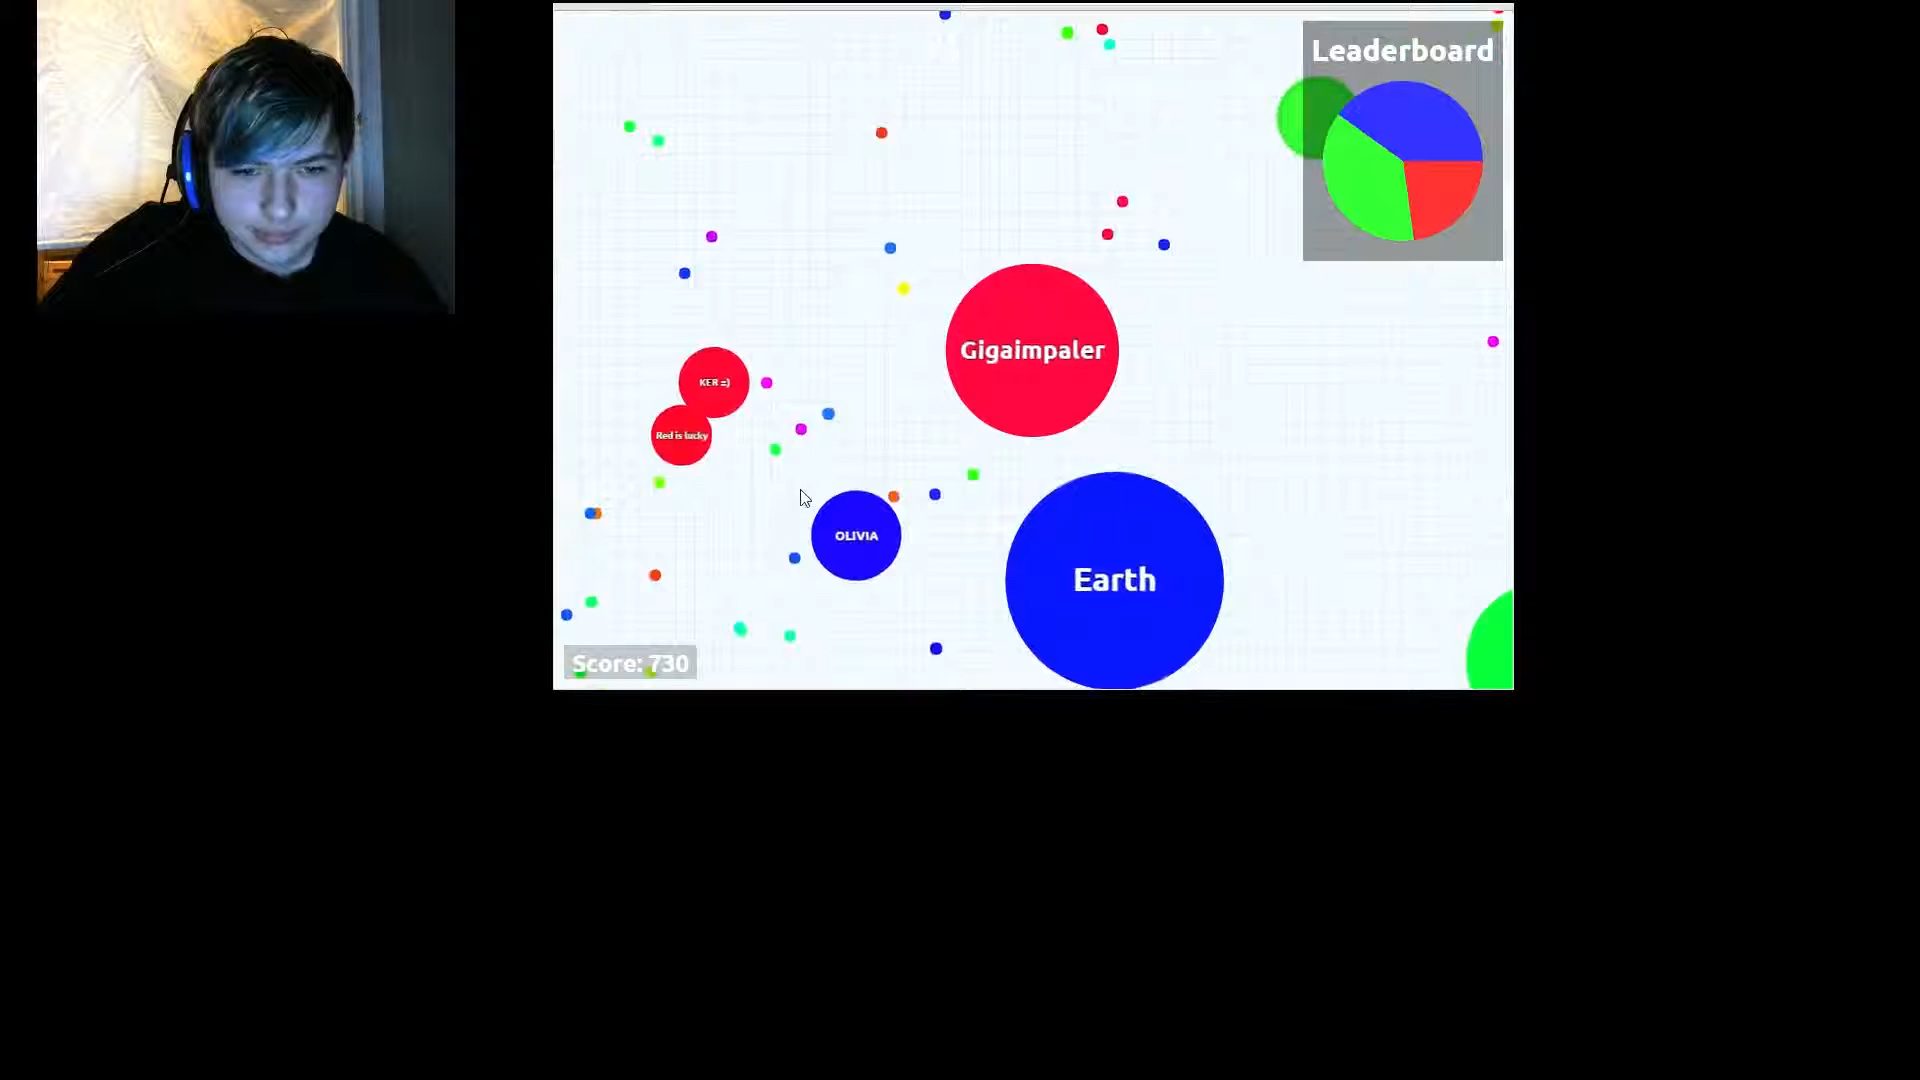 Leaderboard
Gigaimpaler
KER =)
Red is lucky
OLIVIA
Earth
Score: 730